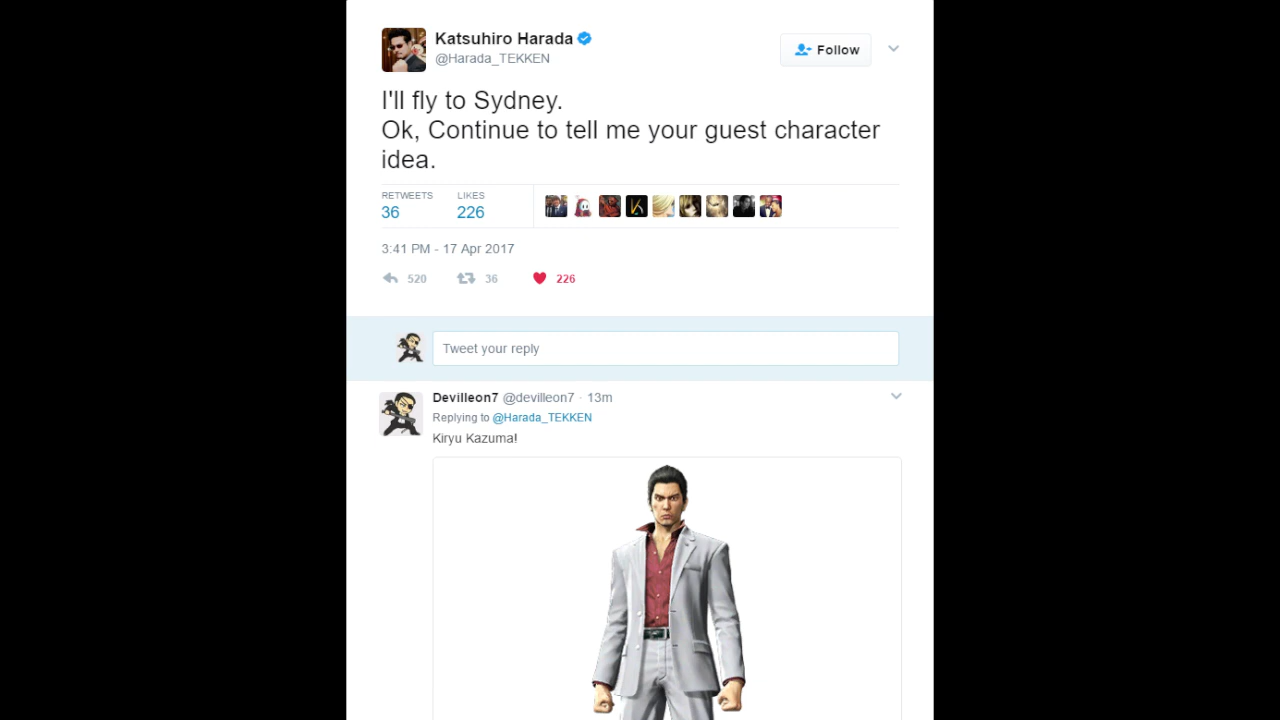 Katsuhiro Harada
@Harada_TEKKEN
Follow
I'll fly to Sydney.
Ok, Continue to tell me your guest character
idea.
RETWEETS
LIKES
36
226
3:41 PM - 17 Apr 2017
520
36
226
Tweet your reply
Devilleon7 @devilleon7 · 13m
Replying to @Harada_TEKKEN
Kiryu Kazuma!